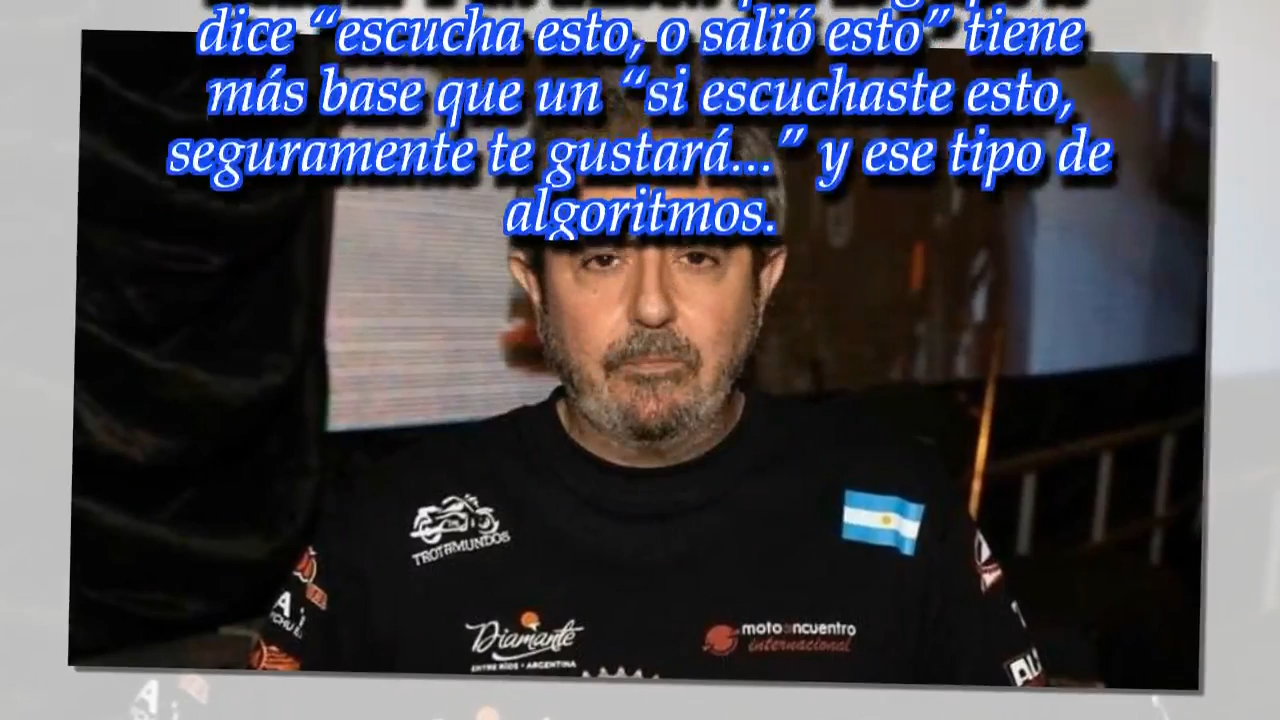 dice “escucha esto, o salió esto” tiene
más base que un “si escuchaste esto,
seguramente te gustará...” y ese tipo de
algoritmos.
TROTAMUNDOS
Diamante
ENTRE RÍOS • ARGENTINA
motoencuentro
internacional